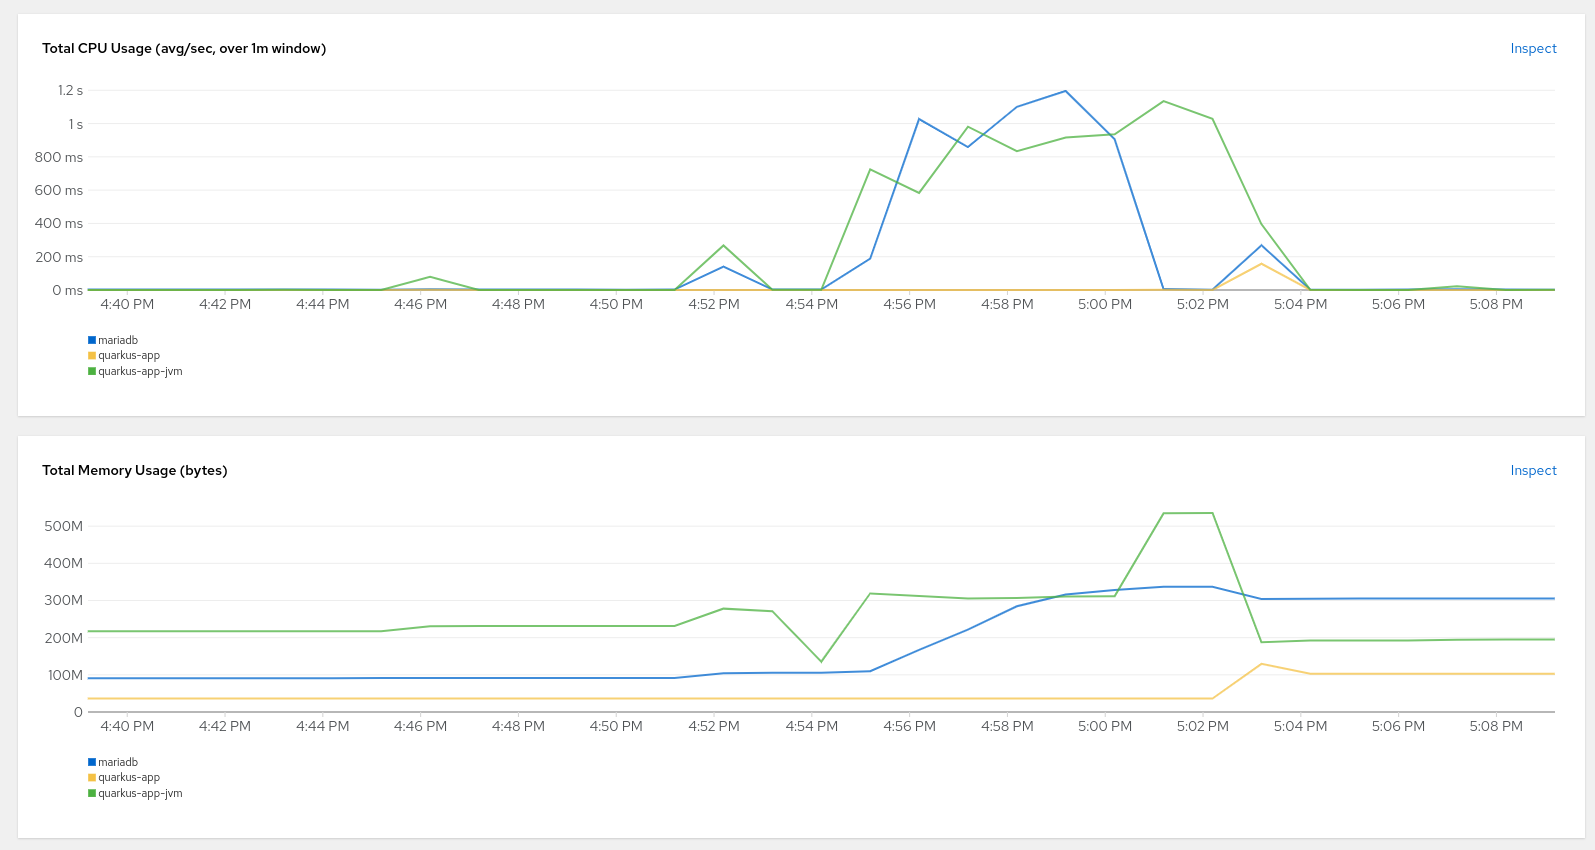 Total CPU Usage (avg/sec, over 1m window)
Inspect
1.2 s
1 s
800 ms
600 ms
400 ms
200 ms
0 ms
4:40 PM 4:42 PM 4:44 PM 4:46 PM 4:48 PM 4:50 PM 4:52 PM 4:54 PM 4:56 PM 4:58 PM 5:00 PM 5:02 PM 5:04 PM 5:06 PM 5:08 PM
mariadb
quarkus-app
quarkus-app-jvm
Total Memory Usage (bytes)
Inspect
500M
400M
300M
200M
100M
0
4:40 PM 4:42 PM 4:44 PM 4:46 PM 4:48 PM 4:50 PM 4:52 PM 4:54 PM 4:56 PM 4:58 PM 5:00 PM 5:02 PM 5:04 PM 5:06 PM 5:08 PM
mariadb
quarkus-app
quarkus-app-jvm